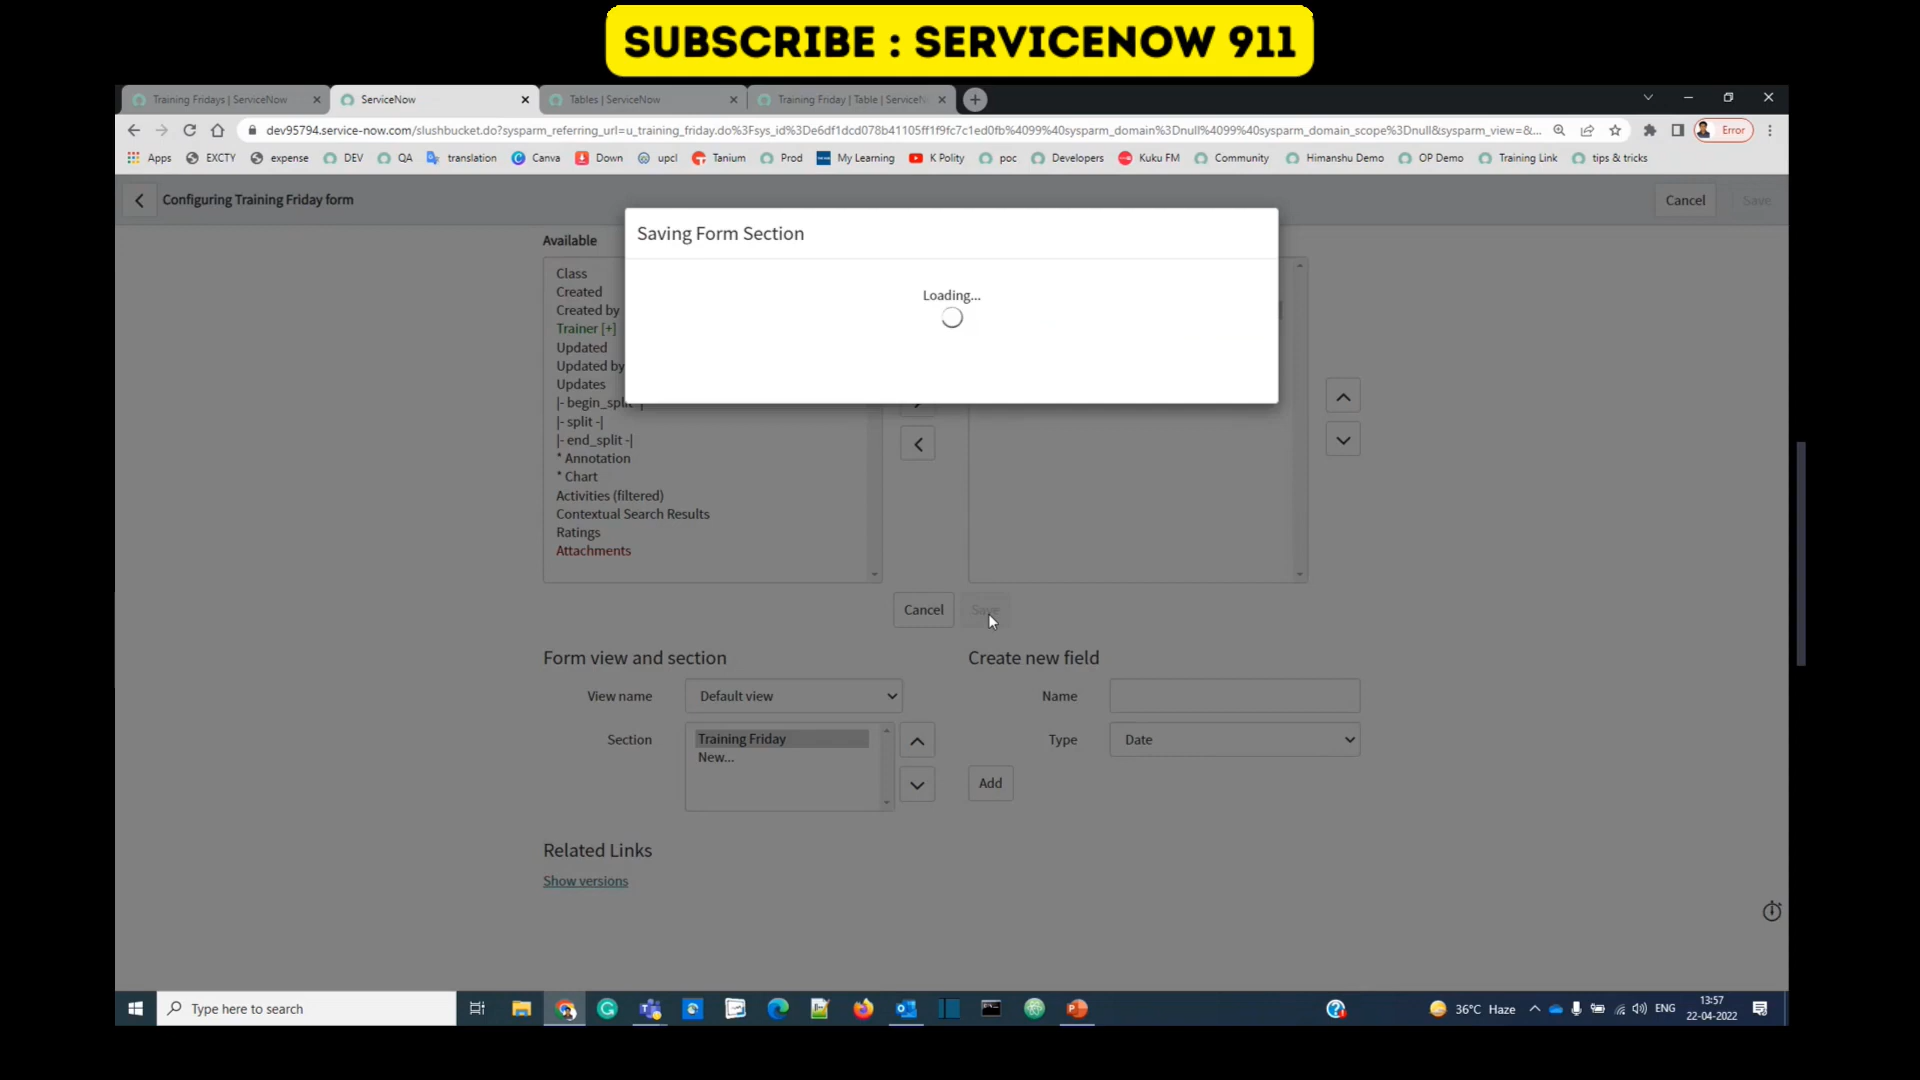 SUBSCRIBE : SERVICENOW 911
Training Fridays | ServiceNow
ServiceNow
Tables | ServiceNow
Training Friday | Table | ServiceN
dev95794.service-now.com/slushbucket.do?sysparm_referring_url=u_training_friday.do%3Fsys_id%3De6df1dcd078b41105ff1f9fc7c1ed0fb%4099%40sysparm_domain%3Dnull%4099%40sysparm_domain_scope%3Dnull&sysparm_view=&...
Error
Apps
EXCTY
expense
DEV
QA
translation
Canva
Down
upcl
Tanium
Prod
My Learning
K Polity
poc
Developers
Kuku FM
Community
Himanshu Demo
OP Demo
Training Link
tips & tricks
Configuring Training Friday form
Cancel
Save
Saving Form Section
Loading...
Available
Class
Created
Created by
Trainer [+]
Updated
Updated by
Updates
|- begin_split -|
|- split -|
|- end_split -|
* Annotation
* Chart
Activities (filtered)
Contextual Search Results
Ratings
Attachments
Cancel
Save
Form view and section
View name
Default view
Section
Training Friday
New...
Create new field
Name
Type
Date
Add
Related Links
Show versions
Type here to search
36°C Haze
ENG
13:57
22-04-2022